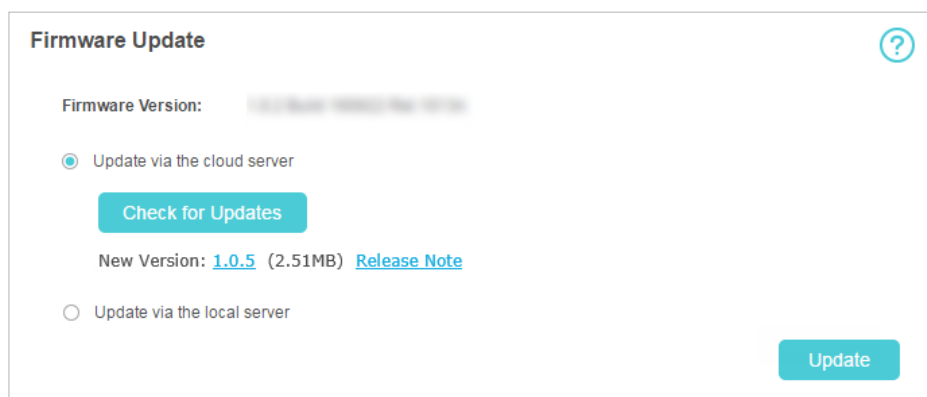 Firmware Update
?
Firmware Version:
Update via the cloud server
Check for Updates
New Version: 1.0.5 (2.51MB) Release Note
Update via the local server
Update